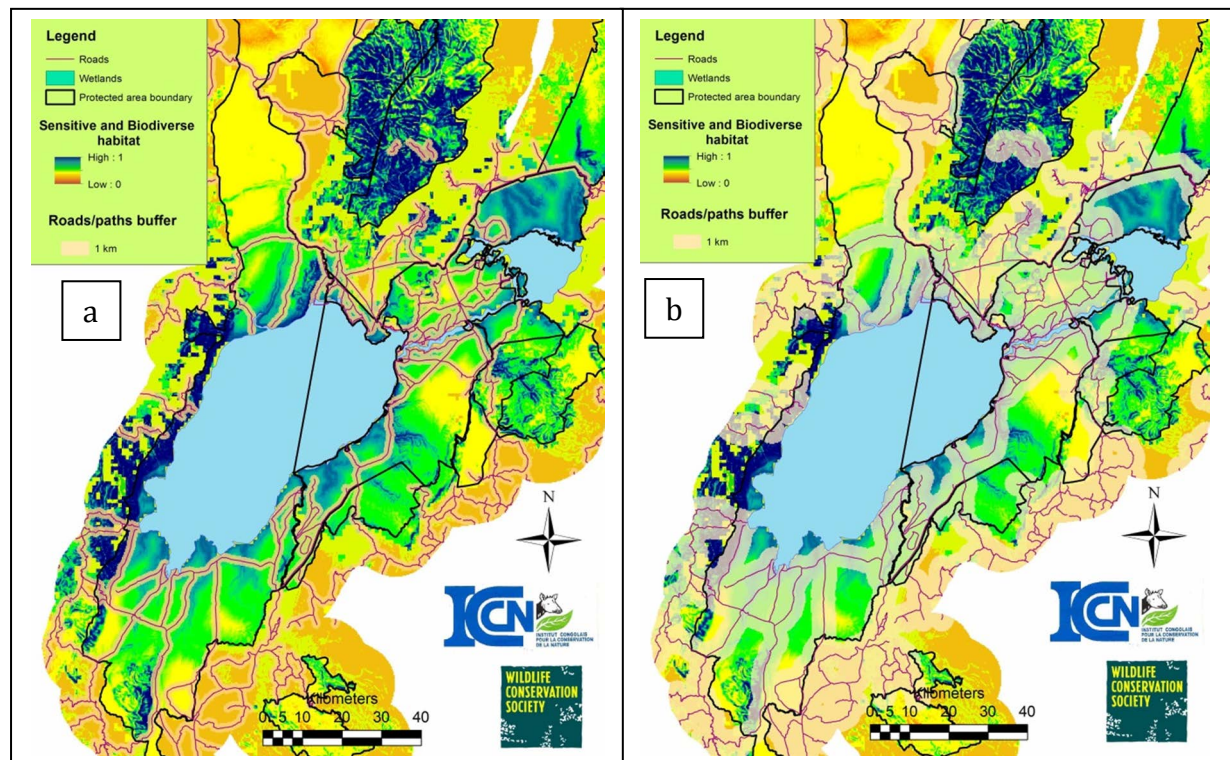 Legend
Roads
Wetlands
Protected area boundary
Sensitive and Biodiverse
habitat
High : 1
Low : 0
Roads/paths buffer
1 km
a
N
ICCN
INSTITUT CONGOLAIS
POUR LA CONSERVATION
DE LA NATURE
WILDLIFE
CONSERVATION
SOCIETY
Kilometers
0 5 10 20 30 40
Legend
Roads
Wetlands
Protected area boundary
Sensitive and Biodiverse
habitat
High : 1
Low : 0
Roads/paths buffer
1 km
b
N
ICCN
INSTITUT CONGOLAIS
POUR LA CONSERVATION
DE LA NATURE
WILDLIFE
CONSERVATION
SOCIETY
Kilometers
0 5 10 20 30 40